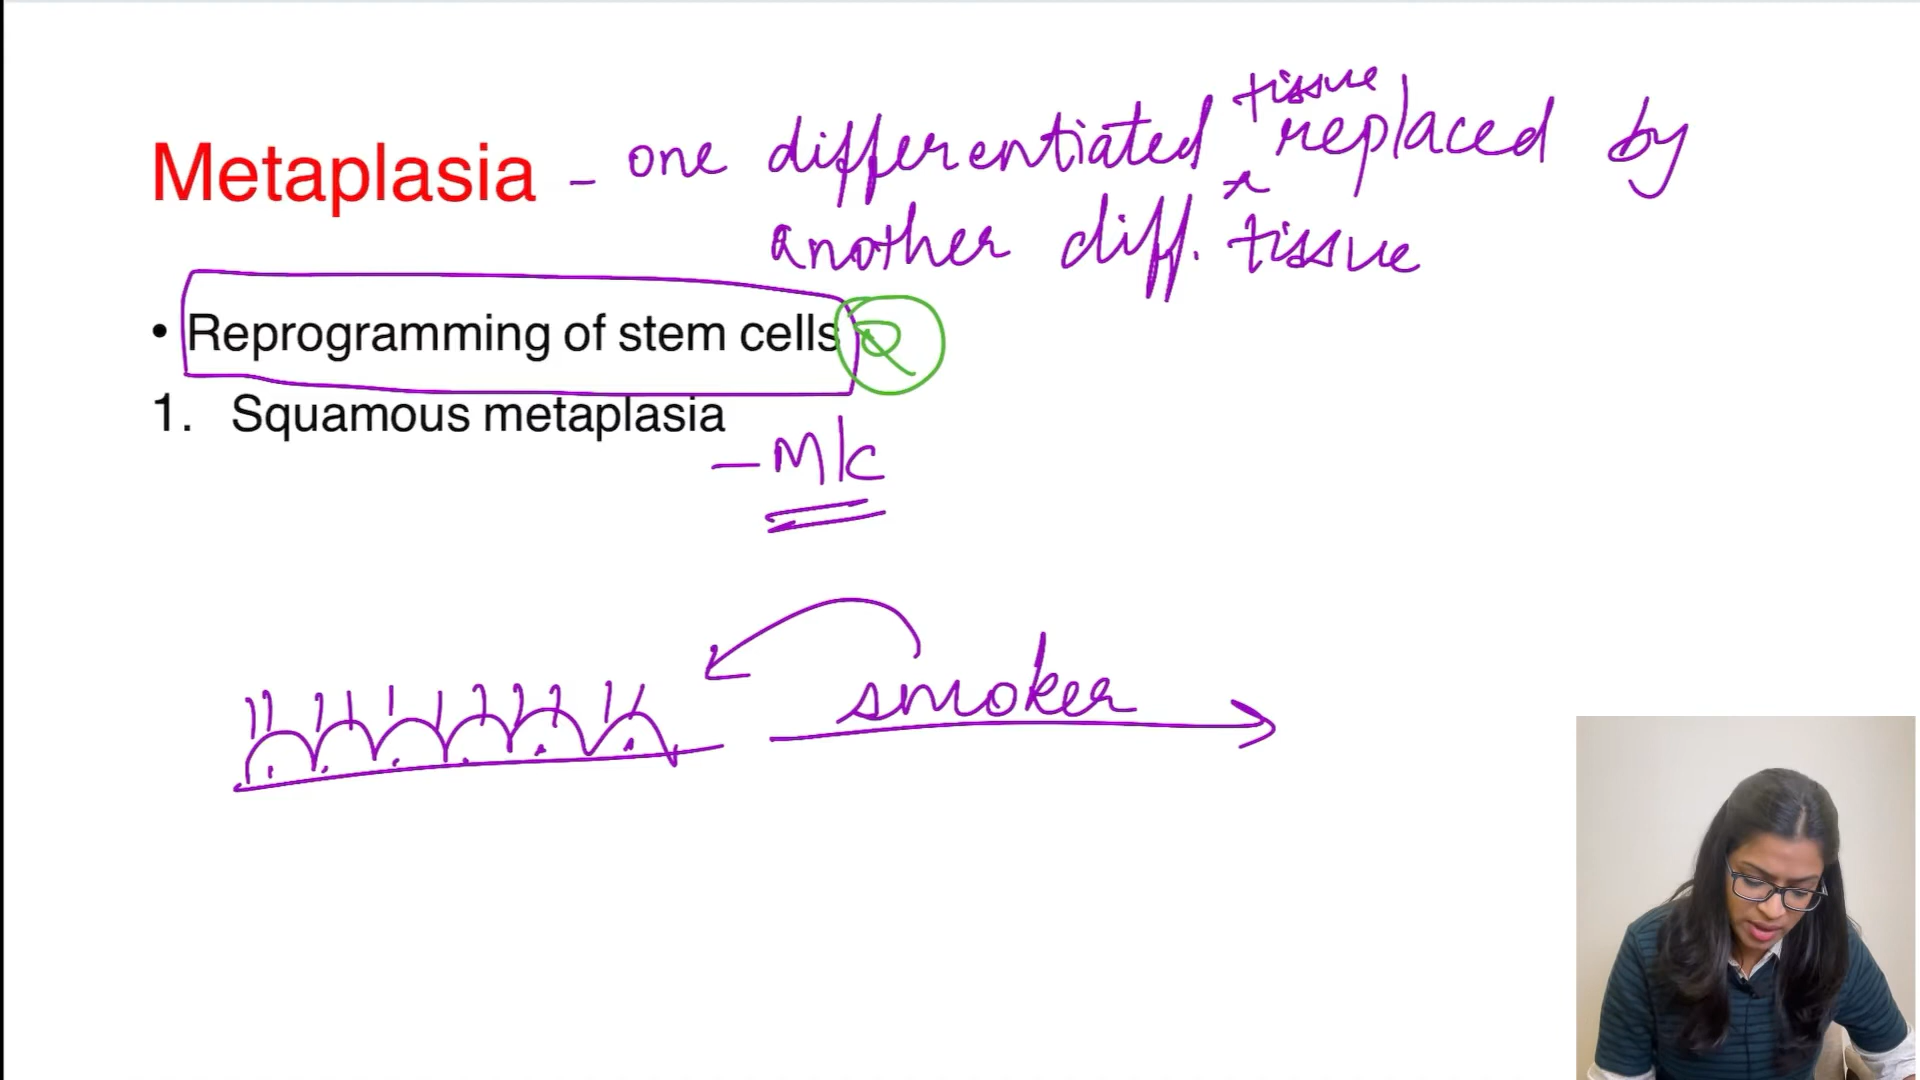 tissue
Metaplasia - one differentiated ^ replaced by
another diff. tissue
• Reprogramming of stem cells Q
1. Squamous metaplasia
- M/c
smoker